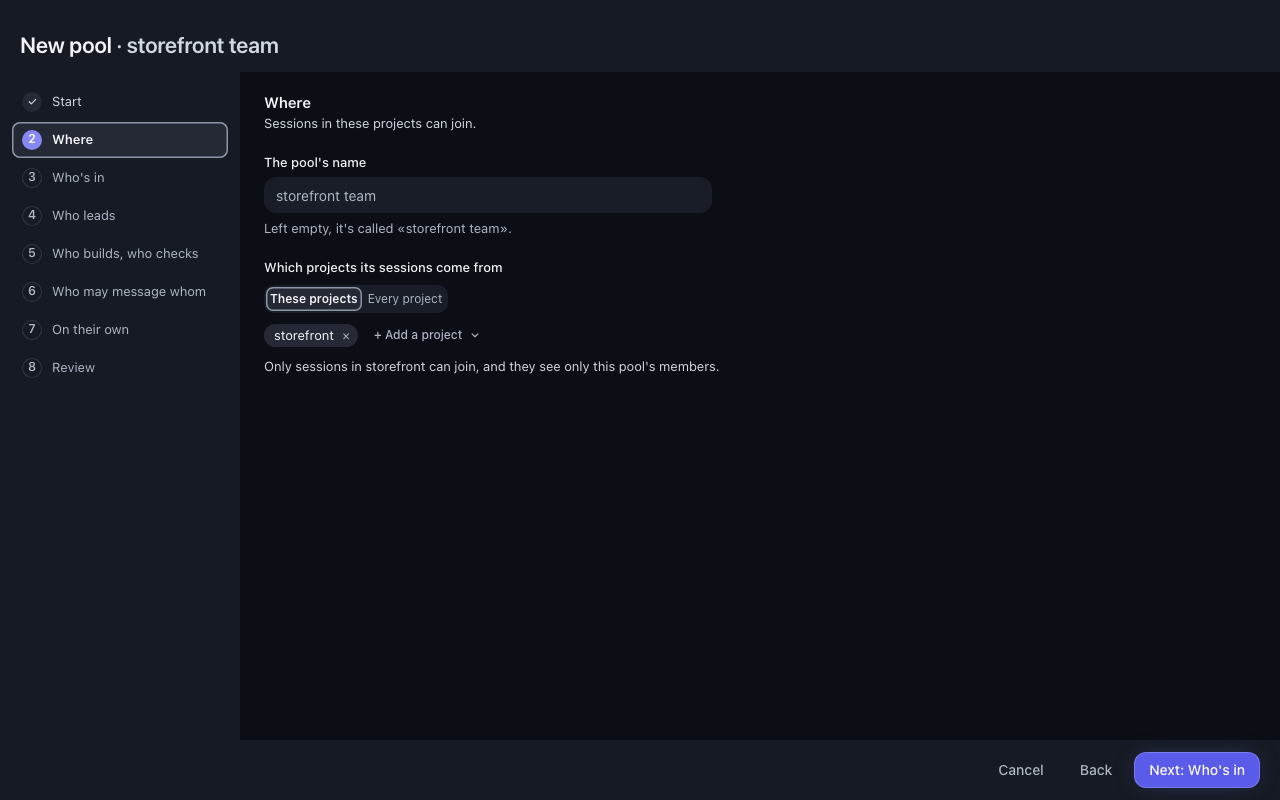 New pool · storefront team
Start
2 Where
3 Who's in
4 Who leads
5 Who builds, who checks
6 Who may message whom
7 On their own
8 Review
Where
Sessions in these projects can join.
The pool's name
storefront team
Left empty, it's called «storefront team».
Which projects its sessions come from
These projects Every project
storefront × + Add a project
Only sessions in storefront can join, and they see only this pool's members.
Cancel Back Next: Who's in